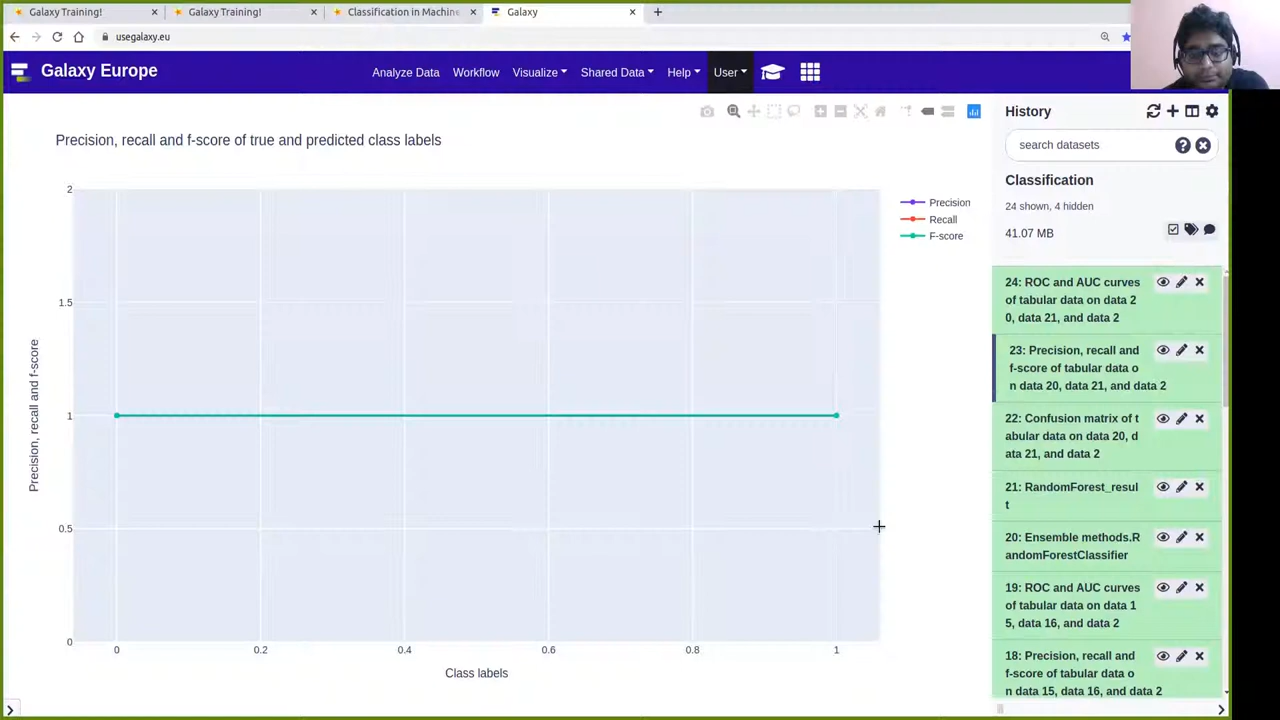 Galaxy Training!
Galaxy Training!
Classification in Machine
Galaxy
usegalaxy.eu
Galaxy Europe
Analyze Data
Workflow
Visualize
Shared Data
Help
User
Precision, recall and f-score of true and predicted class labels
Precision, recall and f-score
2
1.5
1
0.5
0
0
0.2
0.4
0.6
0.8
1
Class labels
Precision
Recall
F-score
History
search datasets
Classification
24 shown, 4 hidden
41.07 MB
24: ROC and AUC curves
of tabular data on data 2
0, data 21, and data 2
23: Precision, recall and
f-score of tabular data o
n data 20, data 21, and data 2
22: Confusion matrix of t
abular data on data 20, d
ata 21, and data 2
21: RandomForest_resul
t
20: Ensemble methods.R
andomForestClassifier
19: ROC and AUC curves
of tabular data on data 1
5, data 16, and data 2
18: Precision, recall and
f-score of tabular data o
n data 15, data 16, and data 2